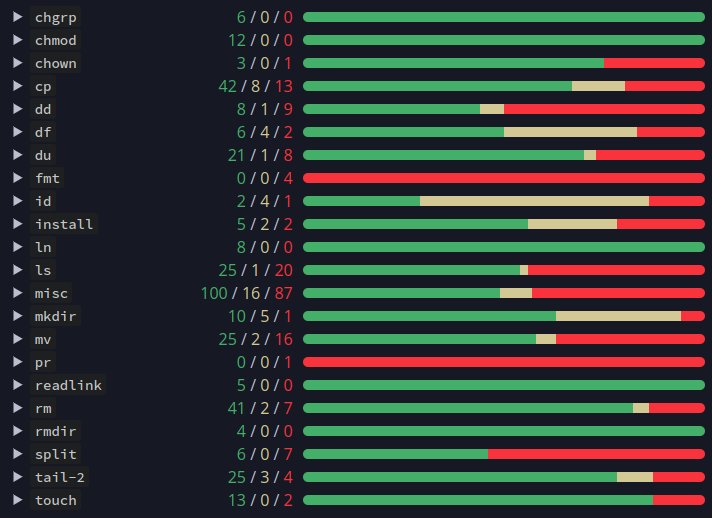 chgrp 6 / 0 / 0
chmod 12 / 0 / 0
chown 3 / 0 / 1
cp 42 / 8 / 13
dd 8 / 1 / 9
df 6 / 4 / 2
du 21 / 1 / 8
fmt 0 / 0 / 4
id 2 / 4 / 1
install 5 / 2 / 2
ln 8 / 0 / 0
ls 25 / 1 / 20
misc 100 / 16 / 87
mkdir 10 / 5 / 1
mv 25 / 2 / 16
pr 0 / 0 / 1
readlink 5 / 0 / 0
rm 41 / 2 / 7
rmdir 4 / 0 / 0
split 6 / 0 / 7
tail-2 25 / 3 / 4
touch 13 / 0 / 2